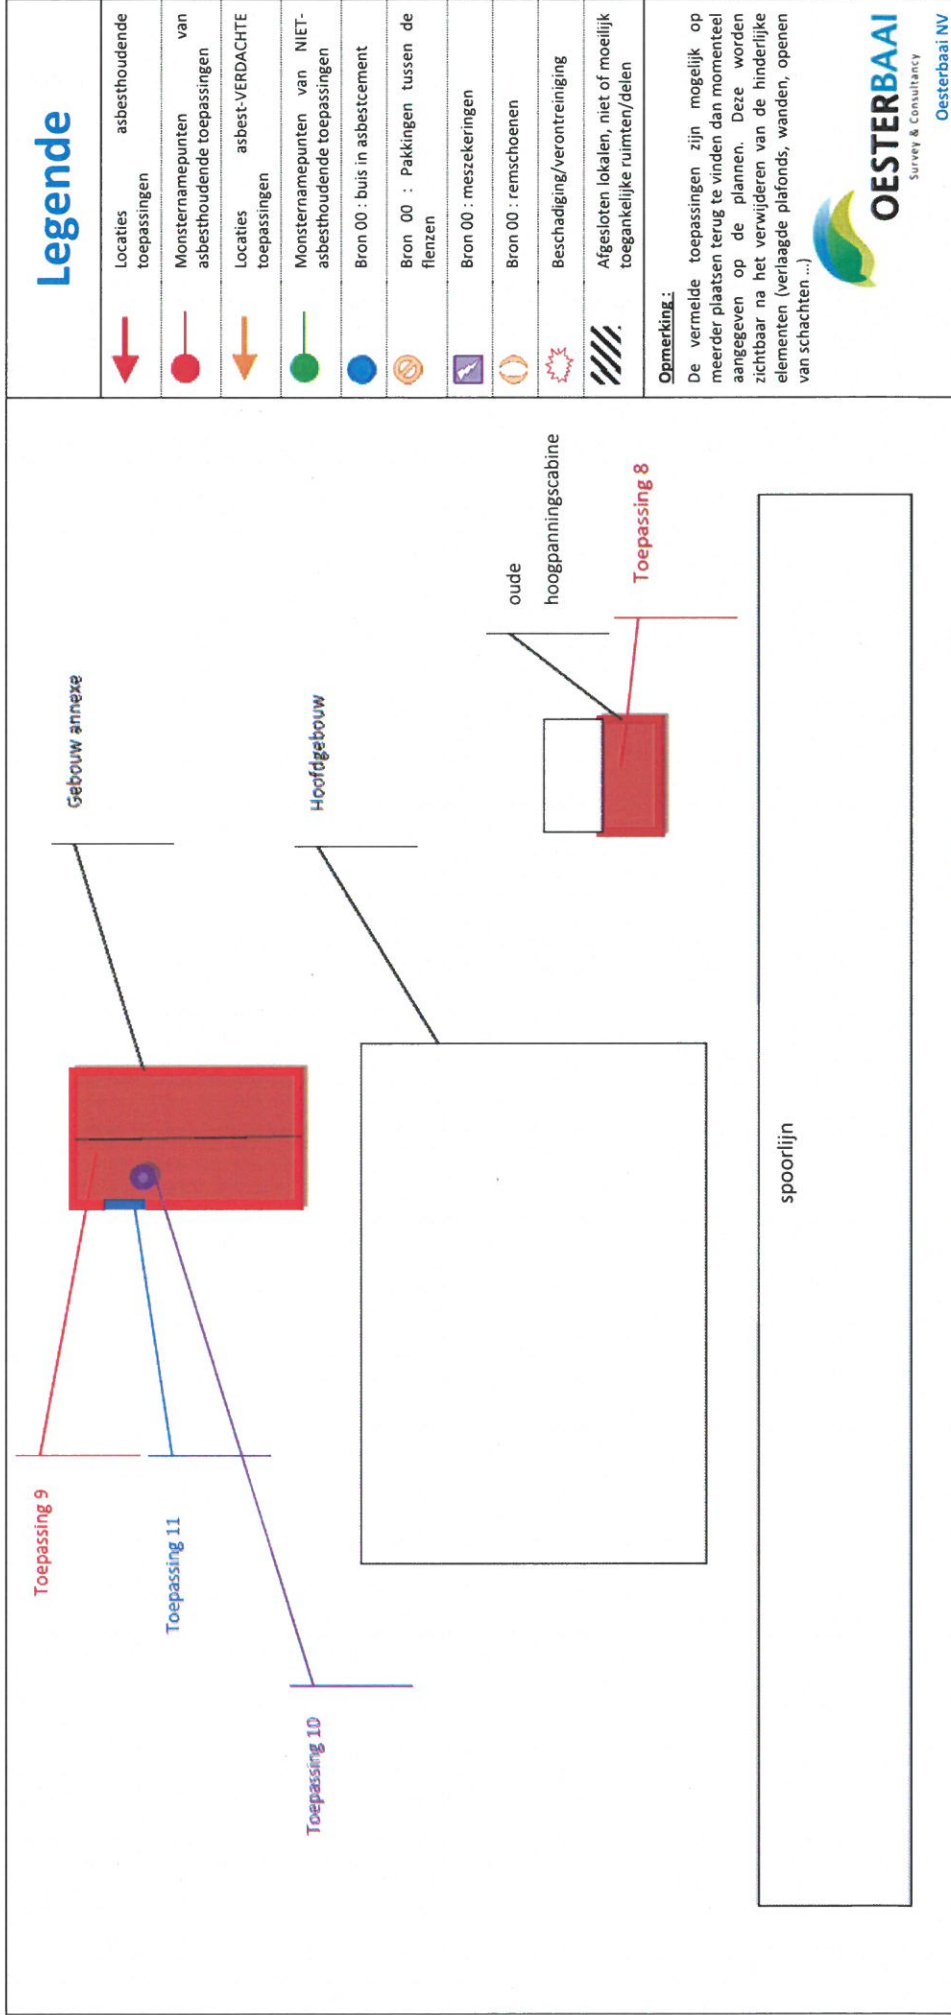 Legende
Locaties asbesthoudende
toepassingen
Monsternamepunten van
asbesthoudende toepassingen
Locaties asbest-VERDACHTE
toepassingen
Monsternamepunten van NIET-
asbesthoudende toepassingen
Bron 00 : buis in asbestcement
Bron 00 : Pakkingen tussen de
flenzen
Bron 00 : meszekeringen
Bron 00 : remschoenen
Beschadiging/verontreiniging
Afgesloten lokalen, niet of moeilijk
toegankelijke ruimten/delen
Opmerking :
De vermelde toepassingen zijn mogelijk op
meerder plaatsen terug te vinden dan momenteel
aangegeven op de plannen. Deze worden
zichtbaar na het verwijderen van de hinderlijke
elementen (verlaagde plafonds, wanden, openen
van schachten ...)
OESTERBAAI
Survey & Consultancy
Oesterbaai NV
Toepassing 9
Toepassing 11
Toepassing 10
Gebouw annexe
Hoofdgebouw
oude
hoogpanningscabine
Toepassing 8
spoorlijn